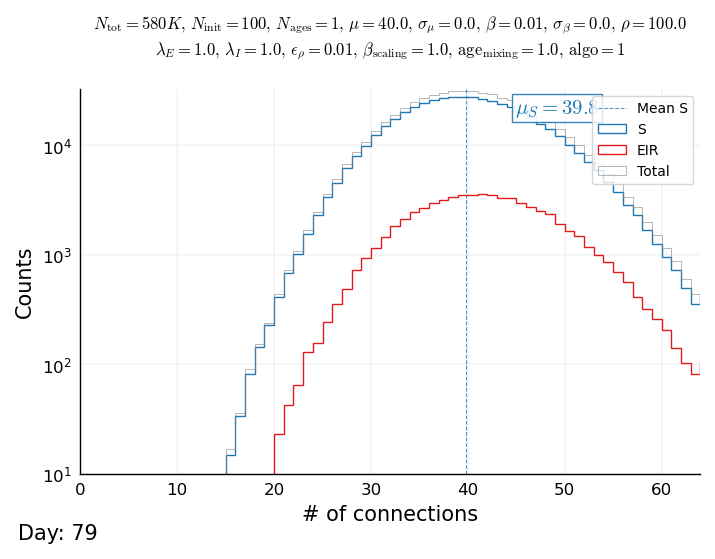 N_tot = 580K, N_init = 100, N_ages = 1, μ = 40.0, σ_μ = 0.0, β = 0.01, σ_β = 0.0, ρ = 100.0
λ_E = 1.0, λ_I = 1.0, ϵ_ρ = 0.01, β_scaling = 1.0, age_mixing = 1.0, algo = 1
μ_S = 39.8
Mean S
S
EIR
Total
10^4
10^3
10^2
10^1
Counts
0 10 20 30 40 50 60
# of connections
Day: 79